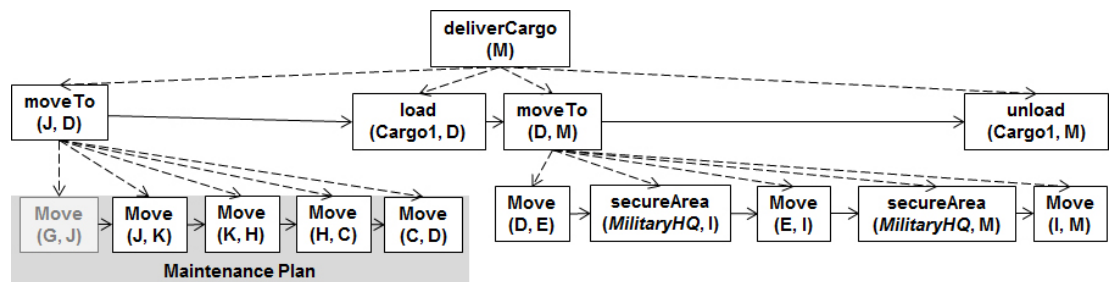 deliverCargo
(M)
moveTo
(J, D)
load
(Cargo1, D)
moveTo
(D, M)
unload
(Cargo1, M)
Move
(G, J)
Move
(J, K)
Move
(K, H)
Move
(H, C)
Move
(C, D)
Move
(D, E)
secureArea
(MilitaryHQ, I)
Move
(E, I)
secureArea
(MilitaryHQ, M)
Move
(I, M)
Maintenance Plan